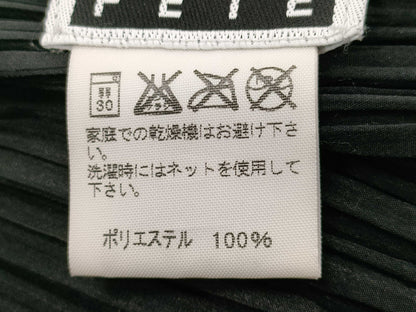 PETE
弱
30
家庭での乾燥機はお避け下さ
い。
洗濯時にはネットを使用して
下さい。
ポリエステル 100%